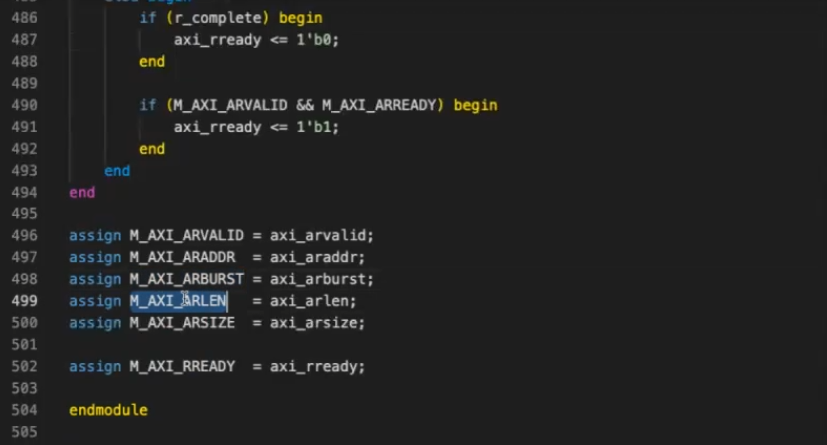 486 if (r_complete) begin
487 axi_rready <= 1'b0;
488 end
489
490 if (M_AXI_ARVALID && M_AXI_ARREADY) begin
491 axi_rready <= 1'b1;
492 end
493 end
494 end
495
496 assign M_AXI_ARVALID = axi_arvalid;
497 assign M_AXI_ARADDR = axi_araddr;
498 assign M_AXI_ARBURST = axi_arburst;
499 assign M_AXI_ARLEN = axi_arlen;
500 assign M_AXI_ARSIZE = axi_arsize;
501
502 assign M_AXI_RREADY = axi_rready;
503
504 endmodule
505